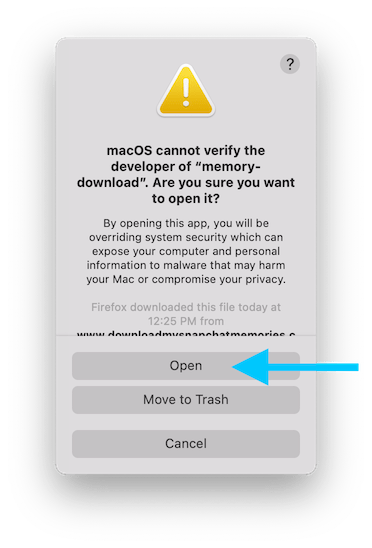 ?
macOS cannot verify the
developer of “memory-
download”. Are you sure you want
to open it?
By opening this app, you will be
overriding system security which can
expose your computer and personal
information to malware that may harm
your Mac or compromise your privacy.
Firefox downloaded this file today at
12:25 PM from
www.downloadmysnapchatmemories.c
Open
Move to Trash
Cancel